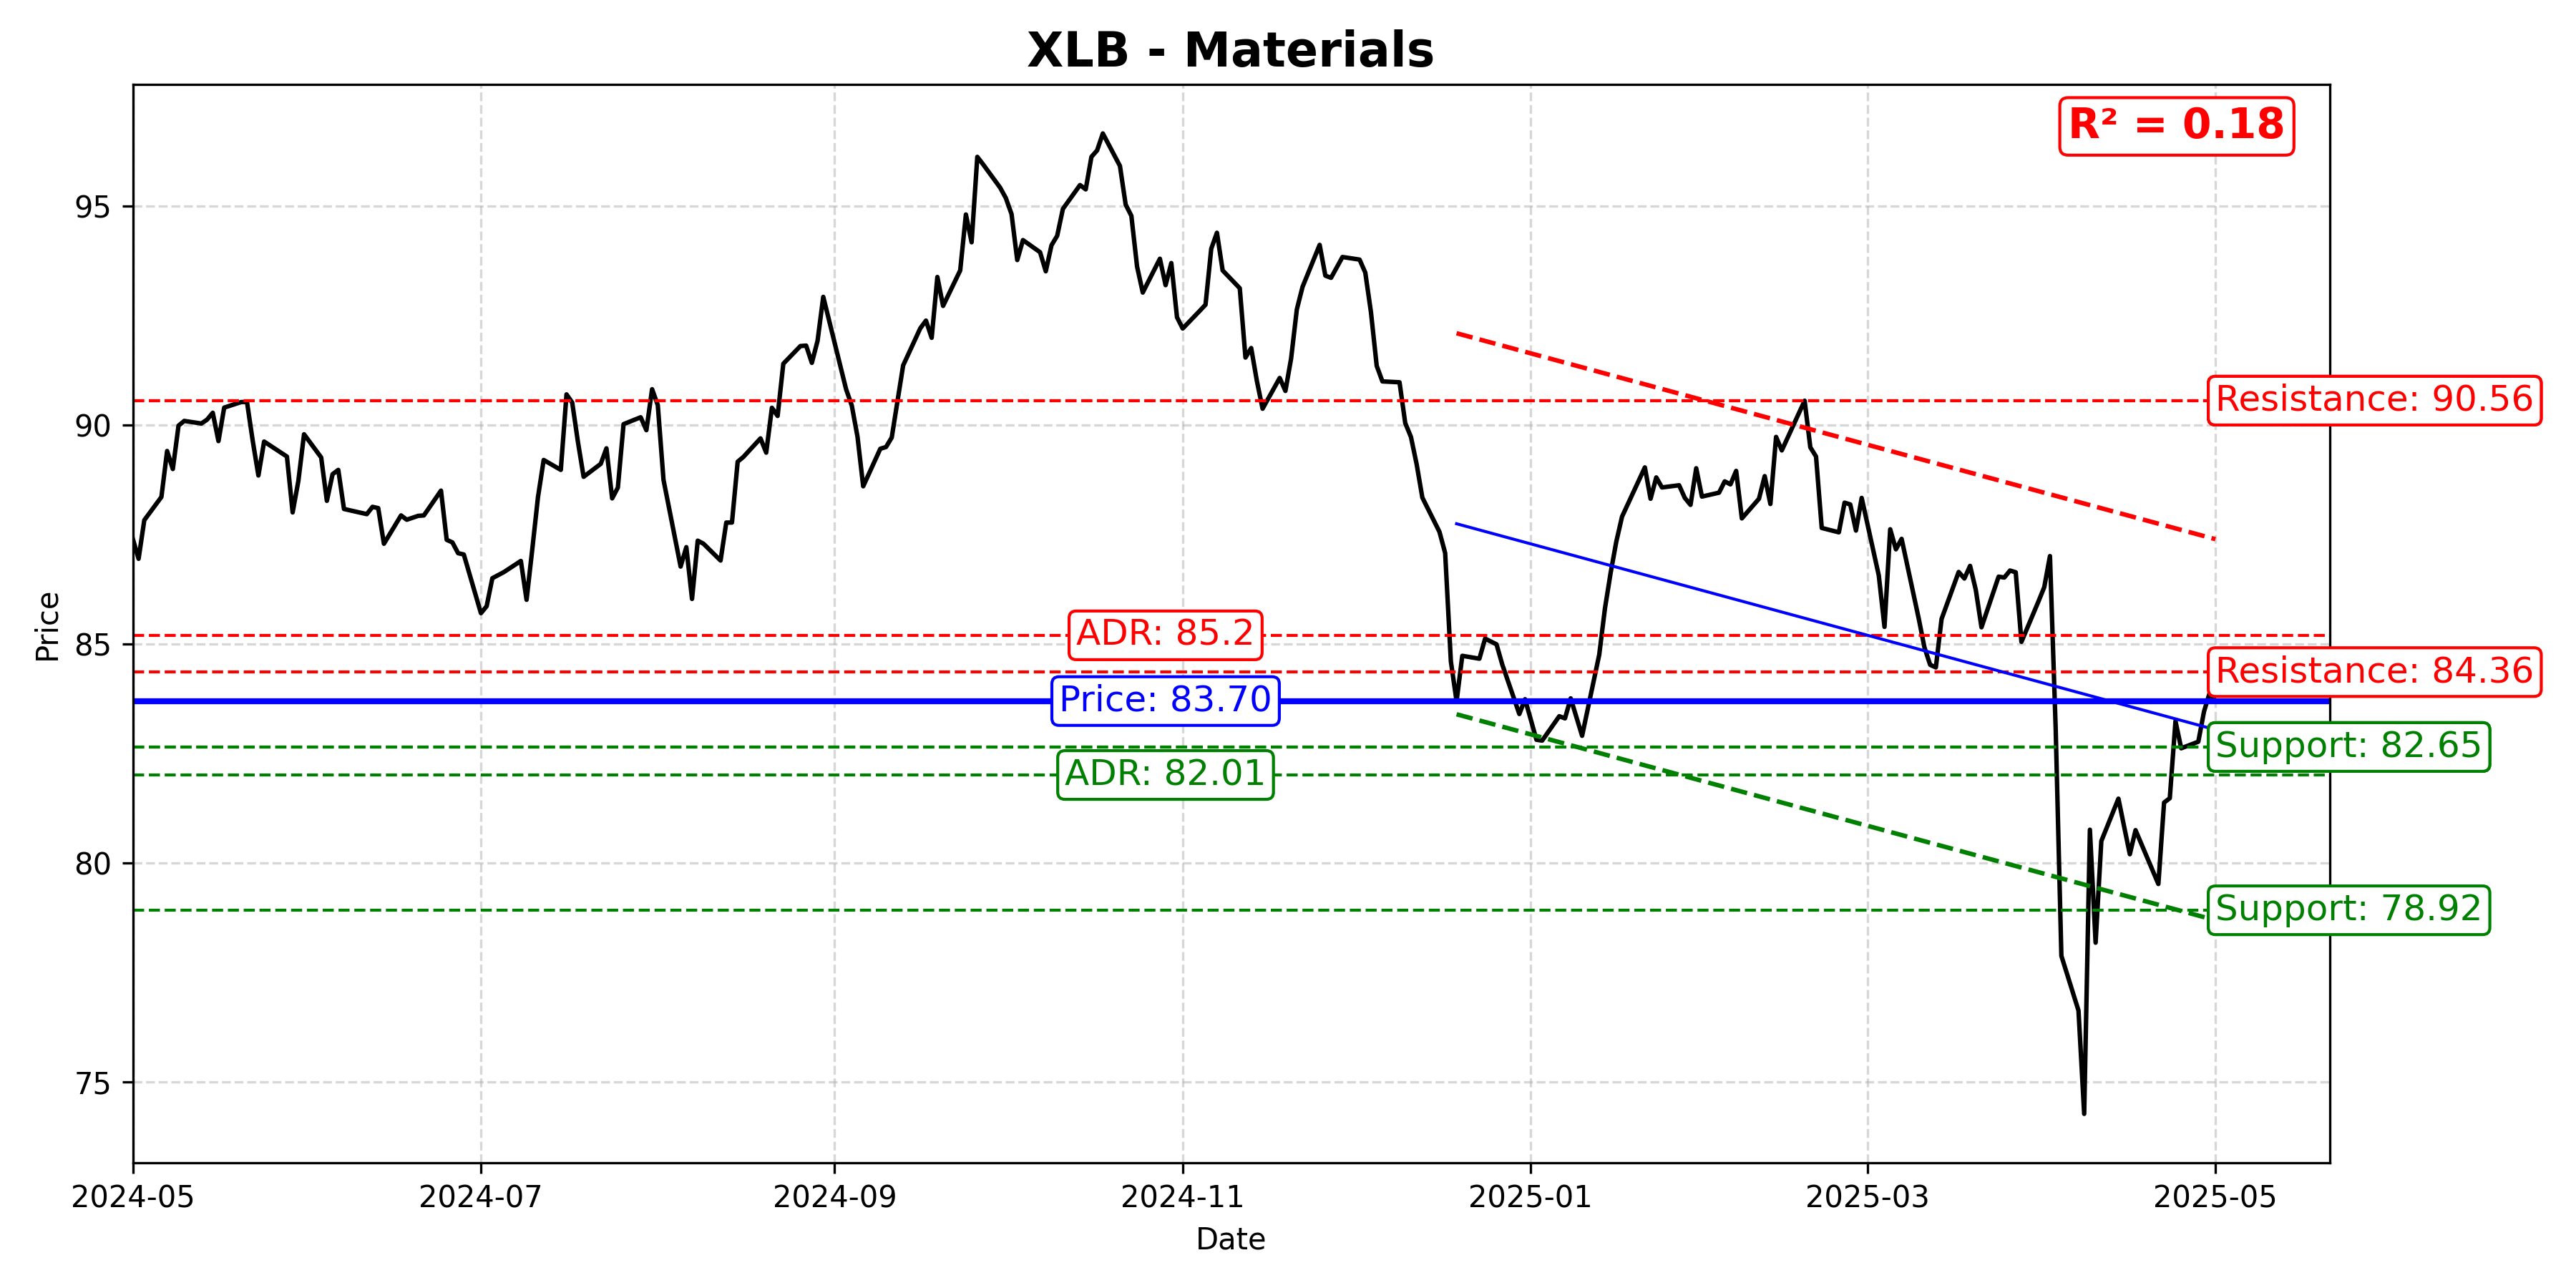 XLB - Materials
R² = 0.18
95
90
85
80
75
Price
Resistance: 90.56
ADR: 85.2
Resistance: 84.36
Price: 83.70
Support: 82.65
ADR: 82.01
Support: 78.92
2024-05
2024-07
2024-09
2024-11
2025-01
2025-03
2025-05
Date